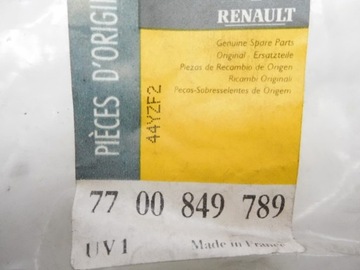 RENAULT
PIÈCES D'ORIGINE
Genuine Spare Parts
Original - Ersatzteile
Piezas de Recambio de Origen
Ricambi Originali
Peças-Sobresselentes de Origem
44YZF2
77 00 849 789
UV1 Made in France